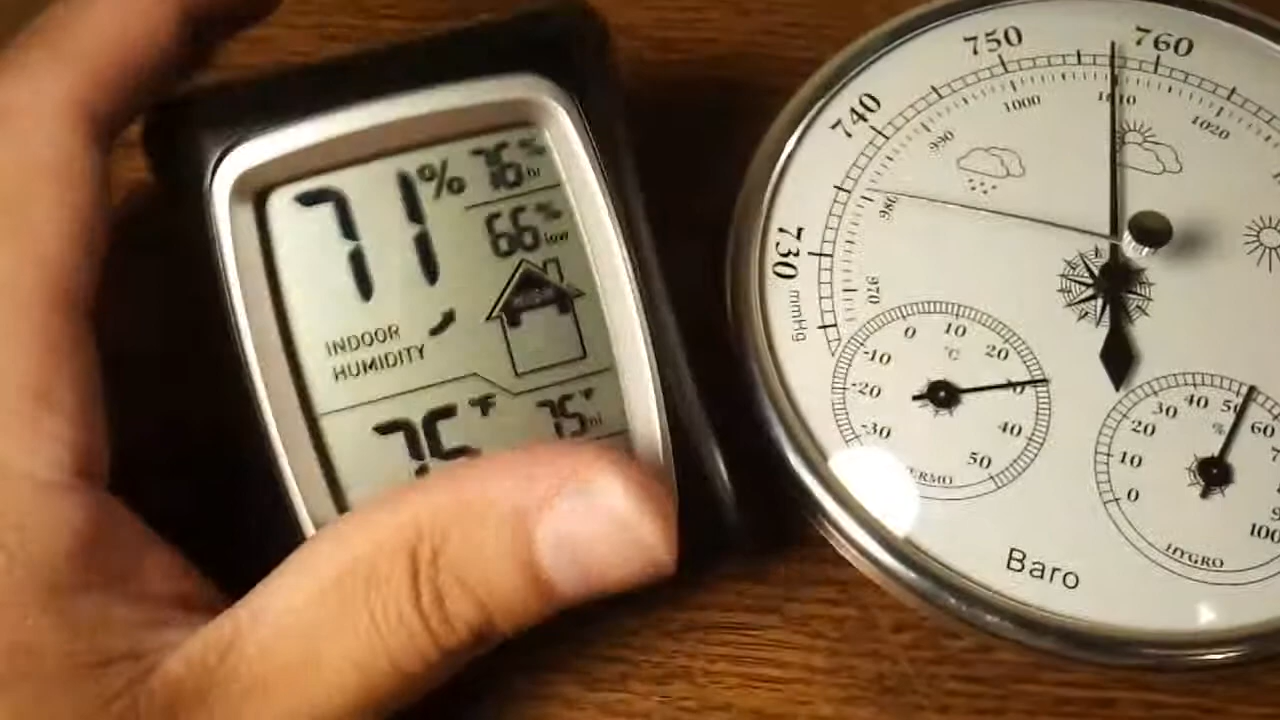 71% 76% hi
66% low
INDOOR
HUMIDITY
75 °F 75° hi
730 740 750 760
mmHg
970 980 990 1000 1010 1020
-30 -20 -10 0 10 20 40 50
°C
THERMO
0 10 20 30 40 50 60 100
%
HYGRO
Baro